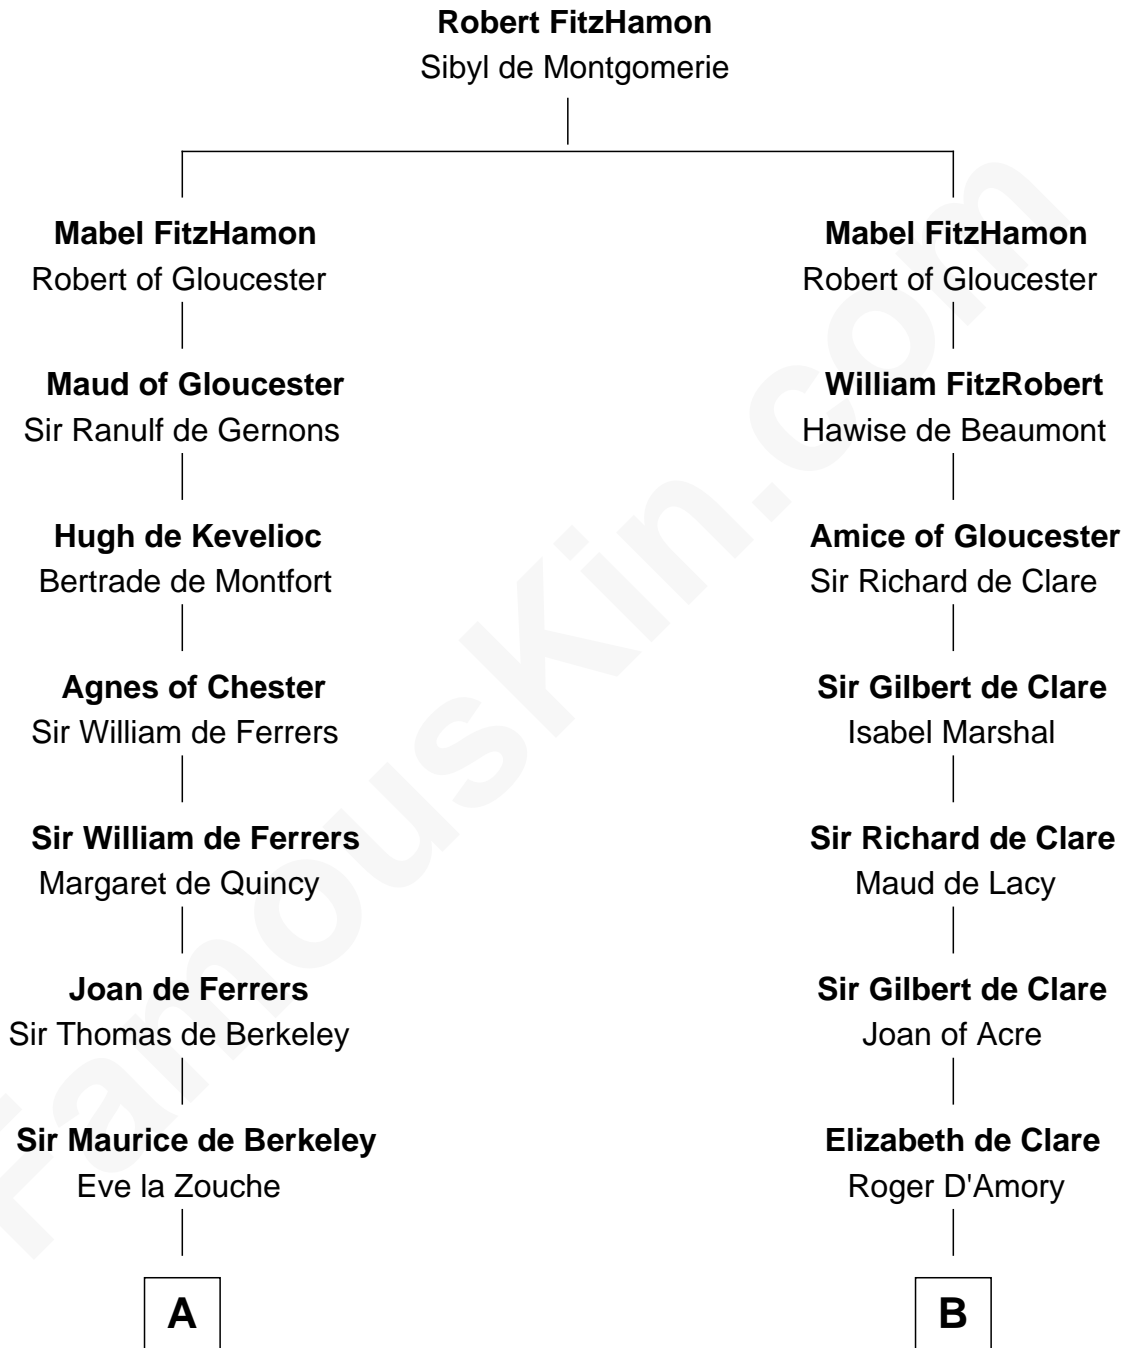 Robert FitzHamon
Sibyl de Montgomerie
Mabel FitzHamon
Robert of Gloucester
Maud of Gloucester
Sir Ranulf de Gernons
Hugh de Kevelioc
Bertrade de Montfort
Agnes of Chester
Sir William de Ferrers
Sir William de Ferrers
Margaret de Quincy
Joan de Ferrers
Sir Thomas de Berkeley
Sir Maurice de Berkeley
Eve la Zouche
A
Mabel FitzHamon
Robert of Gloucester
William FitzRobert
Hawise de Beaumont
Amice of Gloucester
Sir Richard de Clare
Sir Gilbert de Clare
Isabel Marshal
Sir Richard de Clare
Maud de Lacy
Sir Gilbert de Clare
Joan of Acre
Elizabeth de Clare
Roger D'Amory
B
FamousKin.com